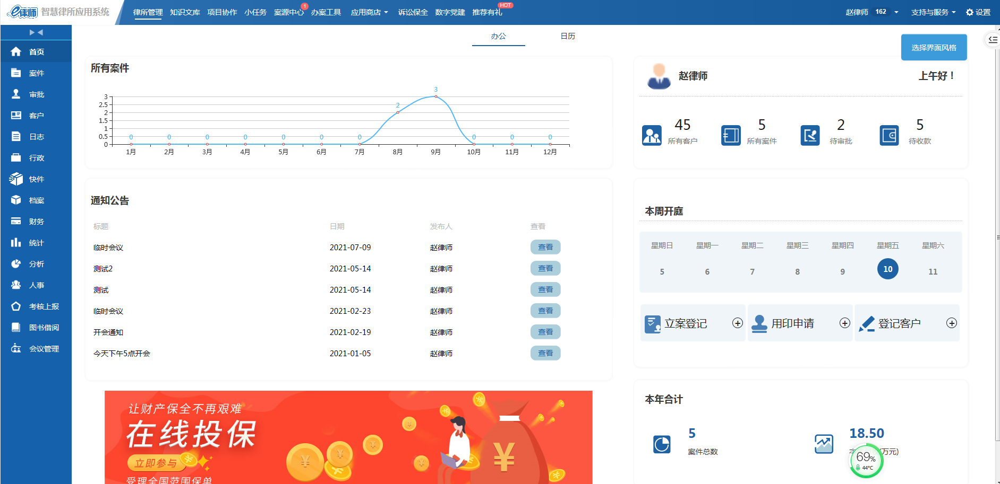 e律师 智慧律所应用系统
律所管理 知识文库 项目协作 小任务 案源中心 1 办案工具 应用商店 诉讼保全 数字党建 推荐有礼 HOT
赵律师 162 支持与服务 设置
首页
案件
审批
客户
日志
行政
快件
档案
财务
统计
分析
人事
考核上报
图书借阅
会议管理
办公 日历
选择界面风格
所有案件
3
2.5
2
1.5
1
0.5
0
0 0 0 0 0 0 0 2 3 0 0 0
1月 2月 3月 4月 5月 6月 7月 8月 9月 10月 11月 12月
赵律师 上午好！
45 所有客户
5 所有案件
2 待审批
5 待收款
通知公告
标题 日期 发布人 查看
临时会议 2021-07-09 赵律师 查看
测试2 2021-05-14 赵律师 查看
测试 2021-05-14 赵律师 查看
临时会议 2021-02-23 赵律师 查看
开会通知 2021-02-19 赵律师 查看
今天下午5点开会 2021-01-05 赵律师 查看
本周开庭
星期日 星期一 星期二 星期三 星期四 星期五 星期六
5 6 7 8 9 10 11
立案登记 用印申请 登记客户
让财产保全不再艰难
在线投保
立即参与
受理全国范围保单
本年合计
5
案件总数
18.50
万元)
69%
44°C